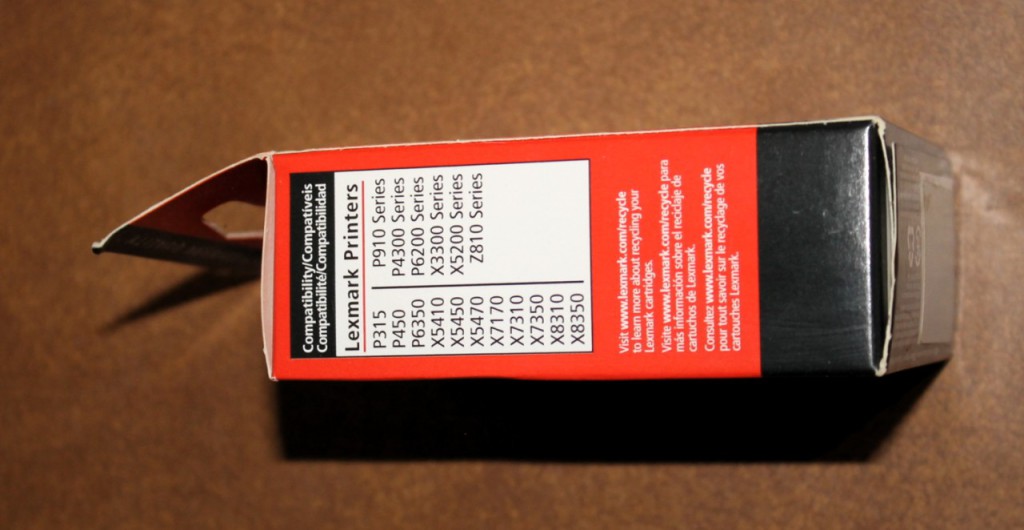 Compatibility/Compatíveis
Compatibilité/Compatibilidad
Lexmark Printers
P315
P450
P6350
X5410
X5450
X5470
X7170
X7310
X7350
X8310
X8350
P910 Series
P4300 Series
P6200 Series
X3300 Series
X5200 Series
Z810 Series
Visit www.lexmark.com/recycle
to learn more about recycling your
Lexmark cartridges.
Visite www.lexmark.com/recycle para
más información sobre el reciclaje de
cartuchos de Lexmark.
Consultez www.lexmark.com/recycle
pour tout savoir sur le recyclage de vos
cartouches Lexmark.